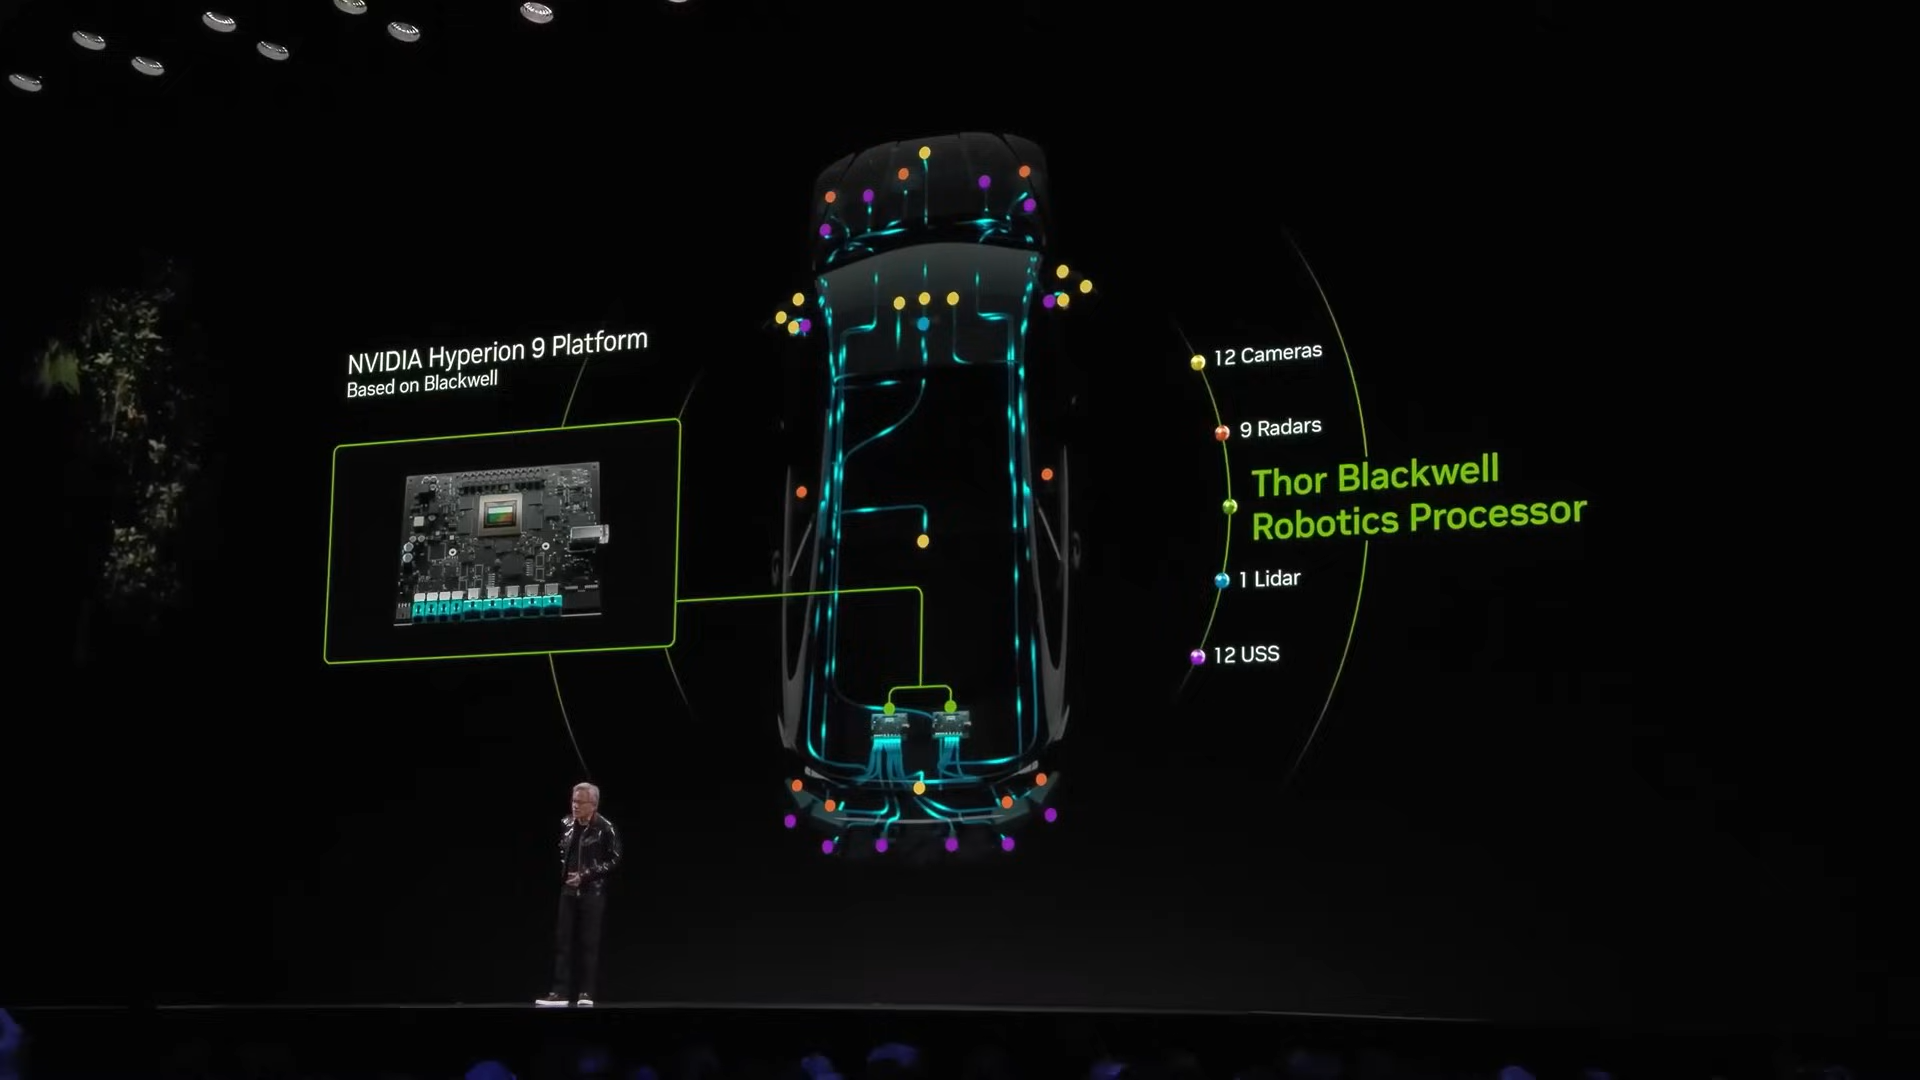 NVIDIA Hyperion 9 Platform
Based on Blackwell
12 Cameras
9 Radars
Thor Blackwell
Robotics Processor
1 Lidar
12 USS